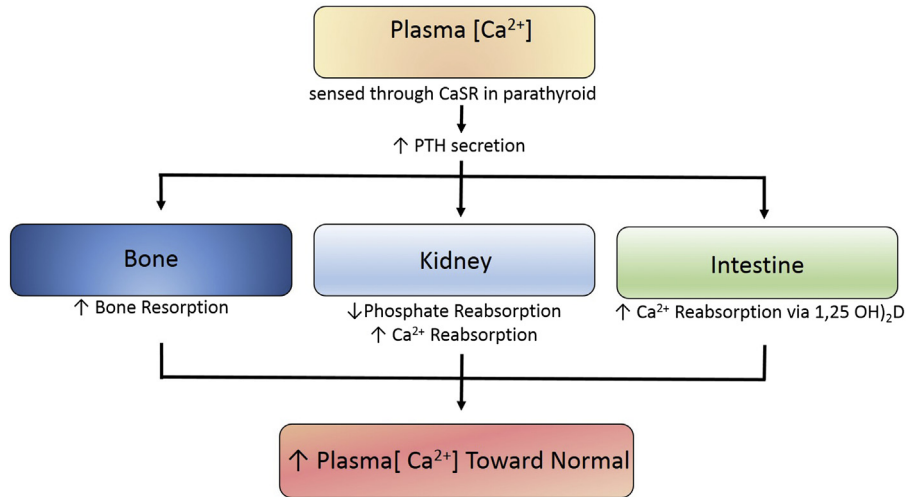 Plasma [Ca²⁺]
sensed through CaSR in parathyroid
↑ PTH secretion
Bone
↑ Bone Resorption
Kidney
↓Phosphate Reabsorption
↑ Ca²⁺ Reabsorption
Intestine
↑ Ca²⁺ Reabsorption via 1,25 OH)₂D
↑ Plasma[ Ca²⁺] Toward Normal